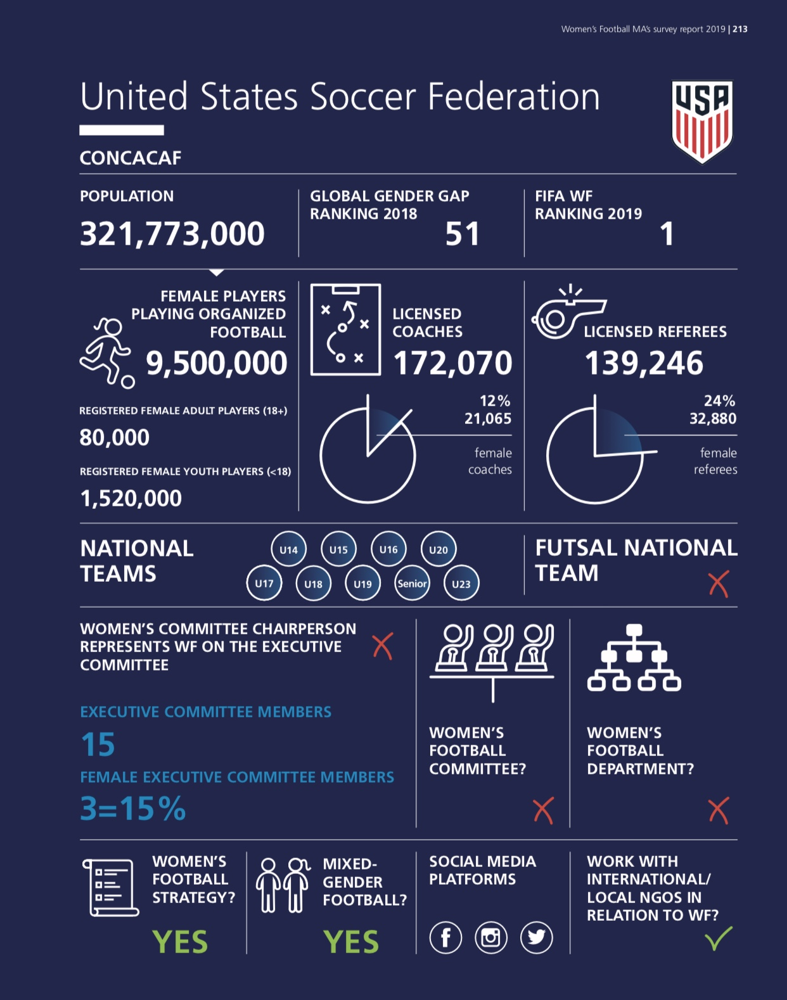 Women's Football MA's survey report 2019 | 213
United States Soccer Federation
USA
CONCACAF
POPULATION
321,773,000
GLOBAL GENDER GAP
RANKING 2018
51
FIFA WF
RANKING 2019
1
FEMALE PLAYERS
PLAYING ORGANIZED
FOOTBALL
9,500,000
REGISTERED FEMALE ADULT PLAYERS (18+)
80,000
REGISTERED FEMALE YOUTH PLAYERS (<18)
1,520,000
LICENSED
COACHES
172,070
12%
21,065
female
coaches
LICENSED REFEREES
139,246
24%
32,880
female
referees
NATIONAL
TEAMS
U14 U15 U16 U20
U17 U18 U19 Senior U23
FUTSAL NATIONAL
TEAM
WOMEN'S COMMITTEE CHAIRPERSON
REPRESENTS WF ON THE EXECUTIVE
COMMITTEE
EXECUTIVE COMMITTEE MEMBERS
15
FEMALE EXECUTIVE COMMITTEE MEMBERS
3=15%
WOMEN'S
FOOTBALL
COMMITTEE?
WOMEN'S
FOOTBALL
DEPARTMENT?
WOMEN'S
FOOTBALL
STRATEGY?
YES
MIXED-
GENDER
FOOTBALL?
YES
SOCIAL MEDIA
PLATFORMS
WORK WITH
INTERNATIONAL/
LOCAL NGOS IN
RELATION TO WF?